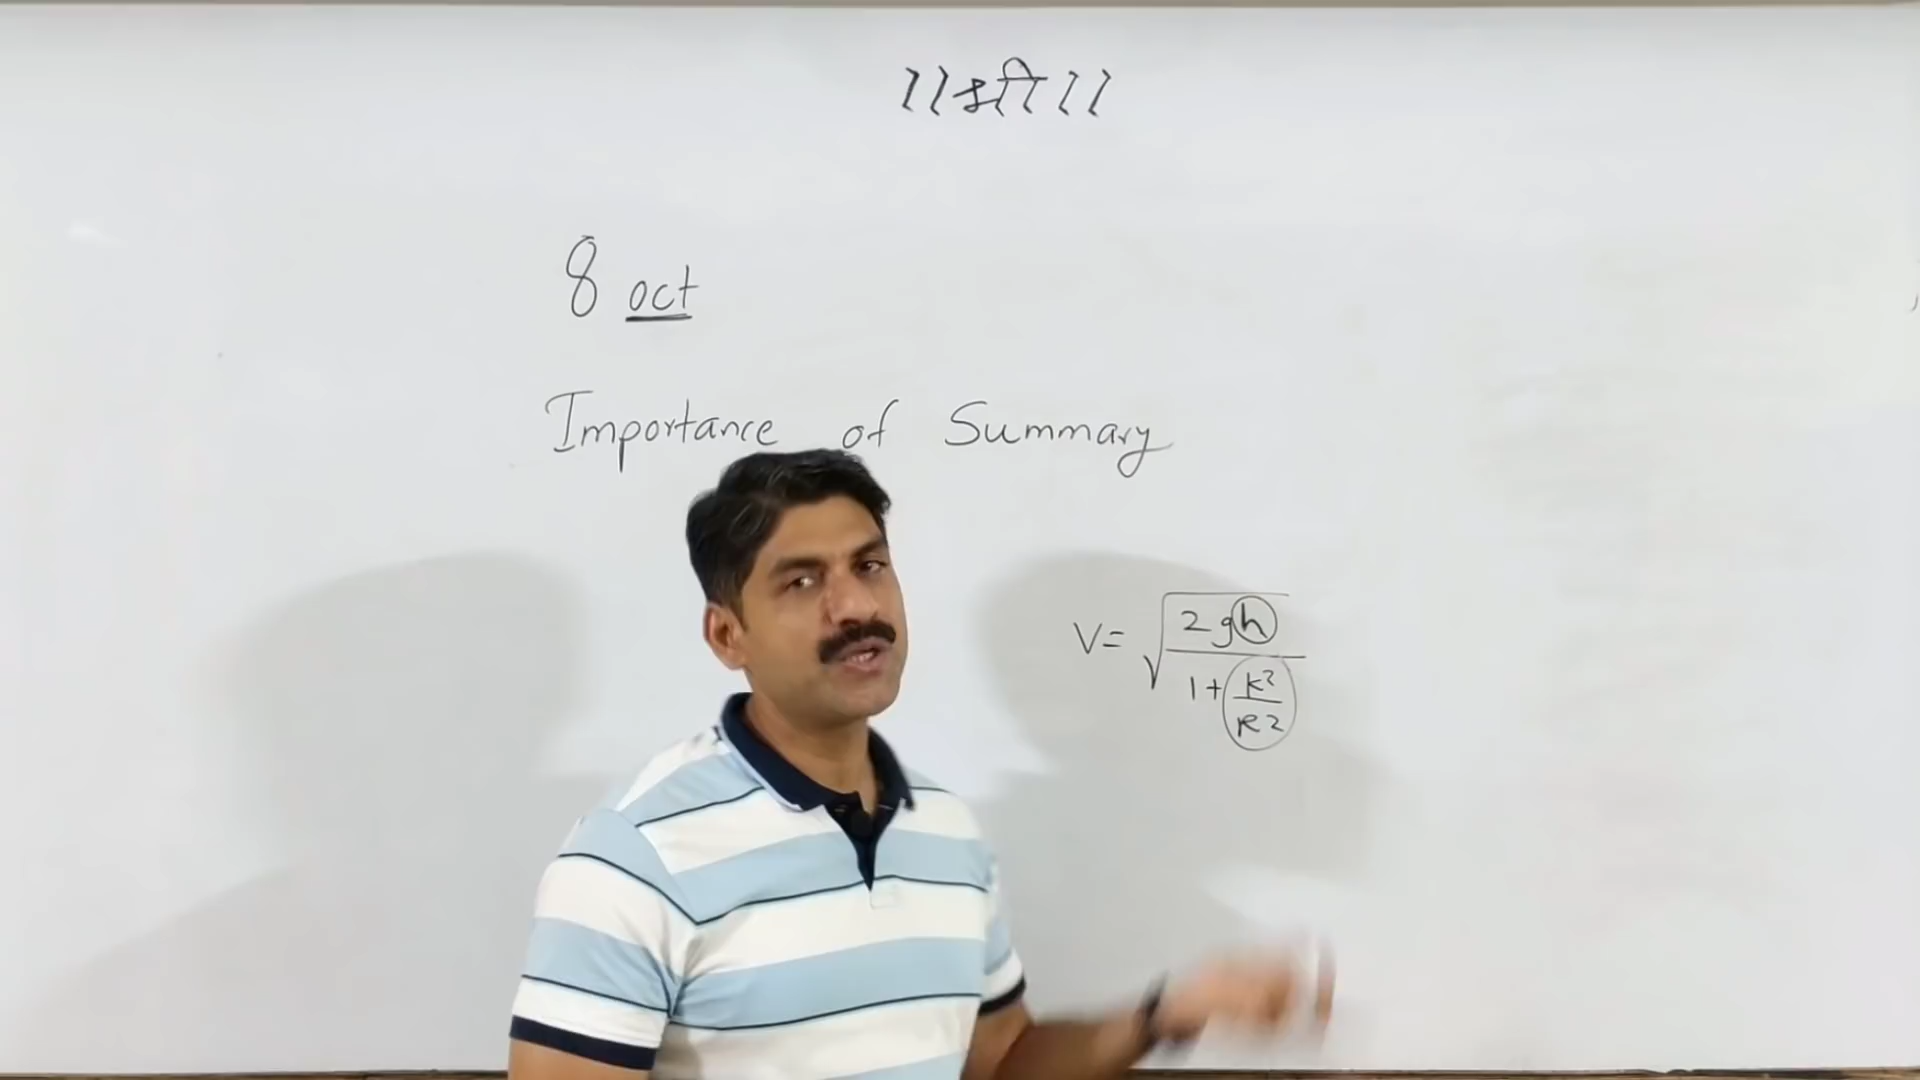 ।।श्री।।
8 oct
Importance of Summary
V = √(2gh / (1 + K²/R²))